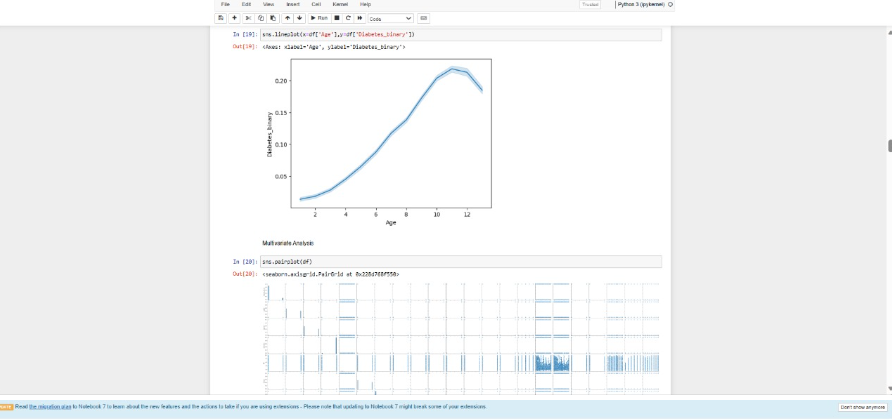 File Edit View Insert Cell Kernel Help
Trusted Python 3 (ipykernel)
Run Code
In [19]: sns.lineplot(x=df['Age'],y=df['Diabetes_binary'])
Out[19]: <Axes: xlabel='Age', ylabel='Diabetes_binary'>
0.20
0.15
0.10
0.05
Diabetes_binary
2 4 6 8 10 12
Age
Multivariate Analysis
In [20]: sns.pairplot(df)
Out[20]: <seaborn.axisgrid.PairGrid at
Read the migration plan to Notebook 7 to learn about the new features and the actions to take if you are using extensions - Please note that updating to Notebook 7 might break some of your extensions.
Don't show anymore